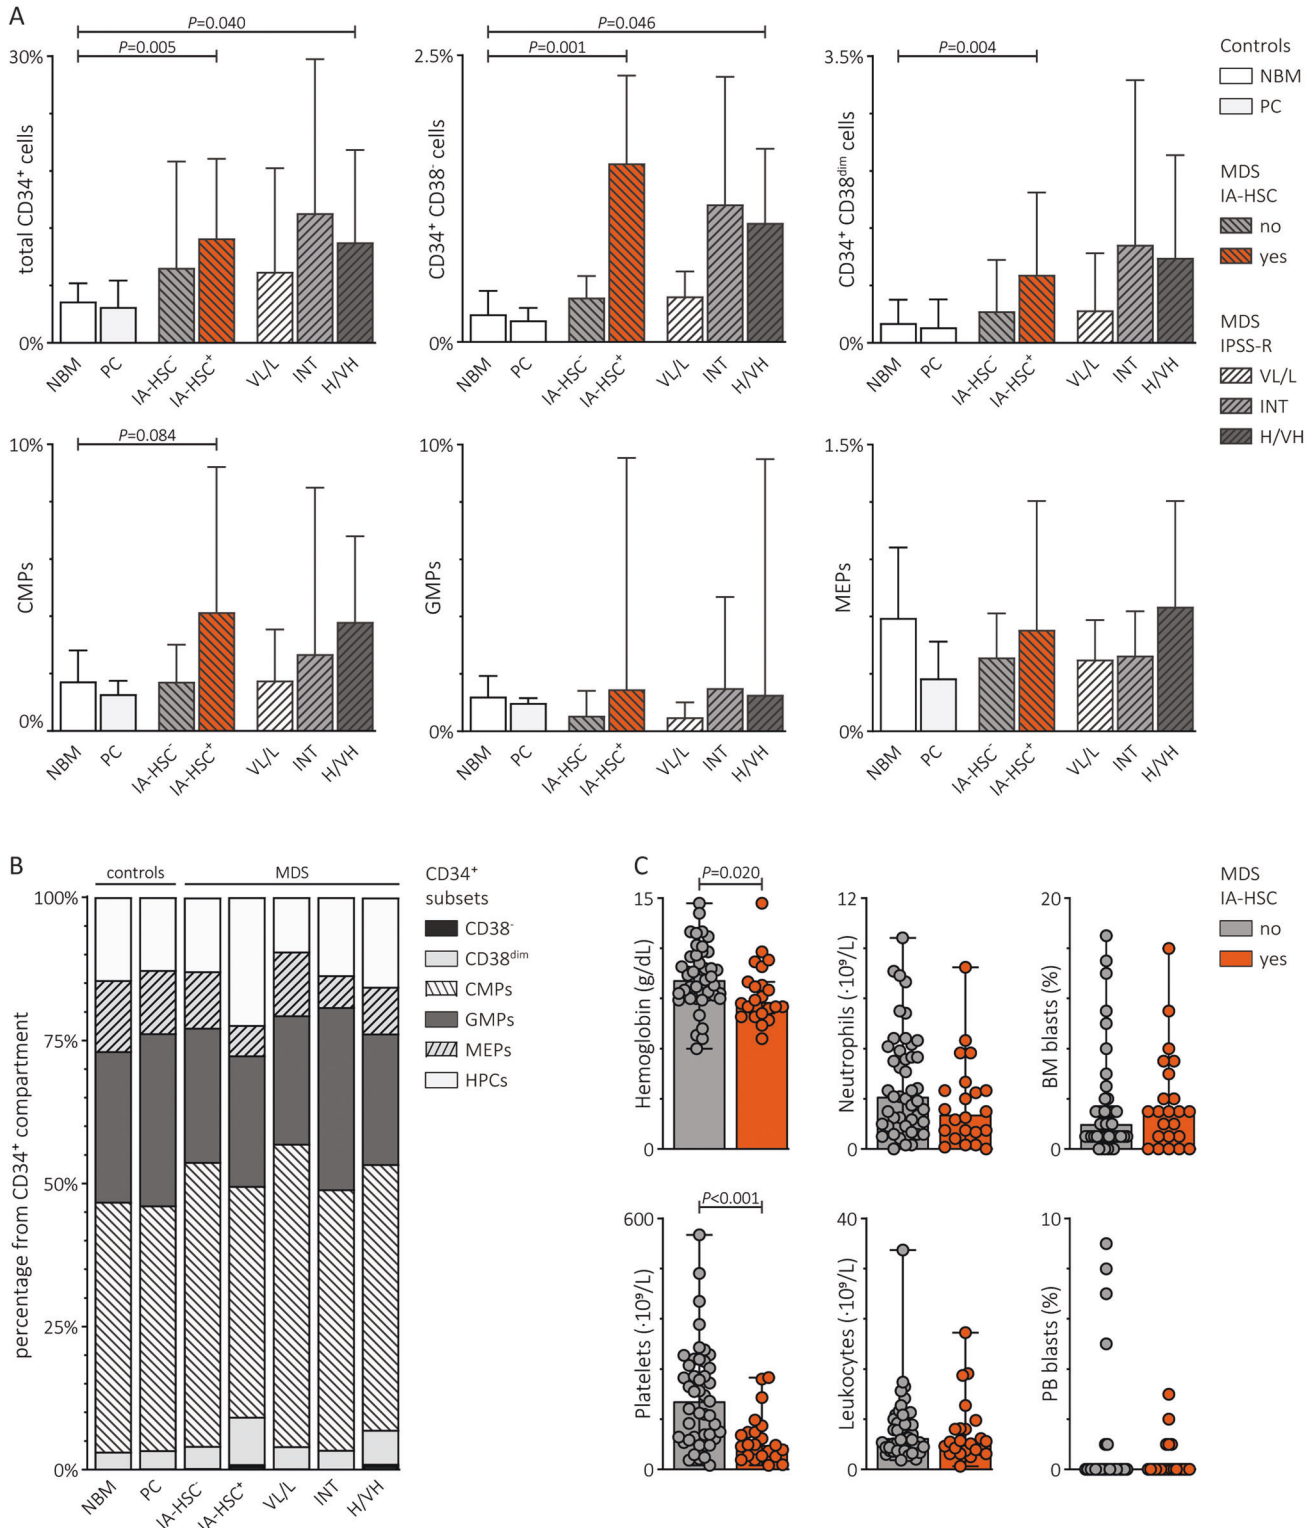 A
P=0.040
P=0.005
30%
total CD34⁺ cells
0%
NBM
PC
IA-HSC⁻
IA-HSC⁺
VL/L
INT
H/VH
P=0.046
P=0.001
2.5%
CD34⁺ CD38⁻ cells
0%
NBM
PC
IA-HSC⁻
IA-HSC⁺
VL/L
INT
H/VH
P=0.004
3.5%
CD34⁺ CD38ᵈⁱᵐ cells
0%
NBM
PC
IA-HSC⁻
IA-HSC⁺
VL/L
INT
H/VH
Controls
NBM
PC
MDS
IA-HSC
no
yes
MDS
IPSS-R
VL/L
INT
H/VH
P=0.084
10%
CMPs
0%
NBM
PC
IA-HSC⁻
IA-HSC⁺
VL/L
INT
H/VH
10%
GMPs
0%
NBM
PC
IA-HSC⁻
IA-HSC⁺
VL/L
INT
H/VH
1.5%
MEPs
0%
NBM
PC
IA-HSC⁻
IA-HSC⁺
VL/L
INT
H/VH
B
controls
MDS
100%
75%
50%
25%
0%
percentage from CD34⁺ compartment
NBM
PC
IA-HSC⁻
IA-HSC⁺
VL/L
INT
H/VH
CD34⁺
subsets
CD38⁻
CD38ᵈⁱᵐ
CMPs
GMPs
MEPs
HPCs
C
P=0.020
15
Hemoglobin (g/dL)
0
12
Neutrophils (·10⁹/L)
0
20
BM blasts (%)
0
MDS
IA-HSC
no
yes
P<0.001
600
Platelets (·10⁹/L)
0
40
Leukocytes (·10⁹/L)
0
10
PB blasts (%)
0